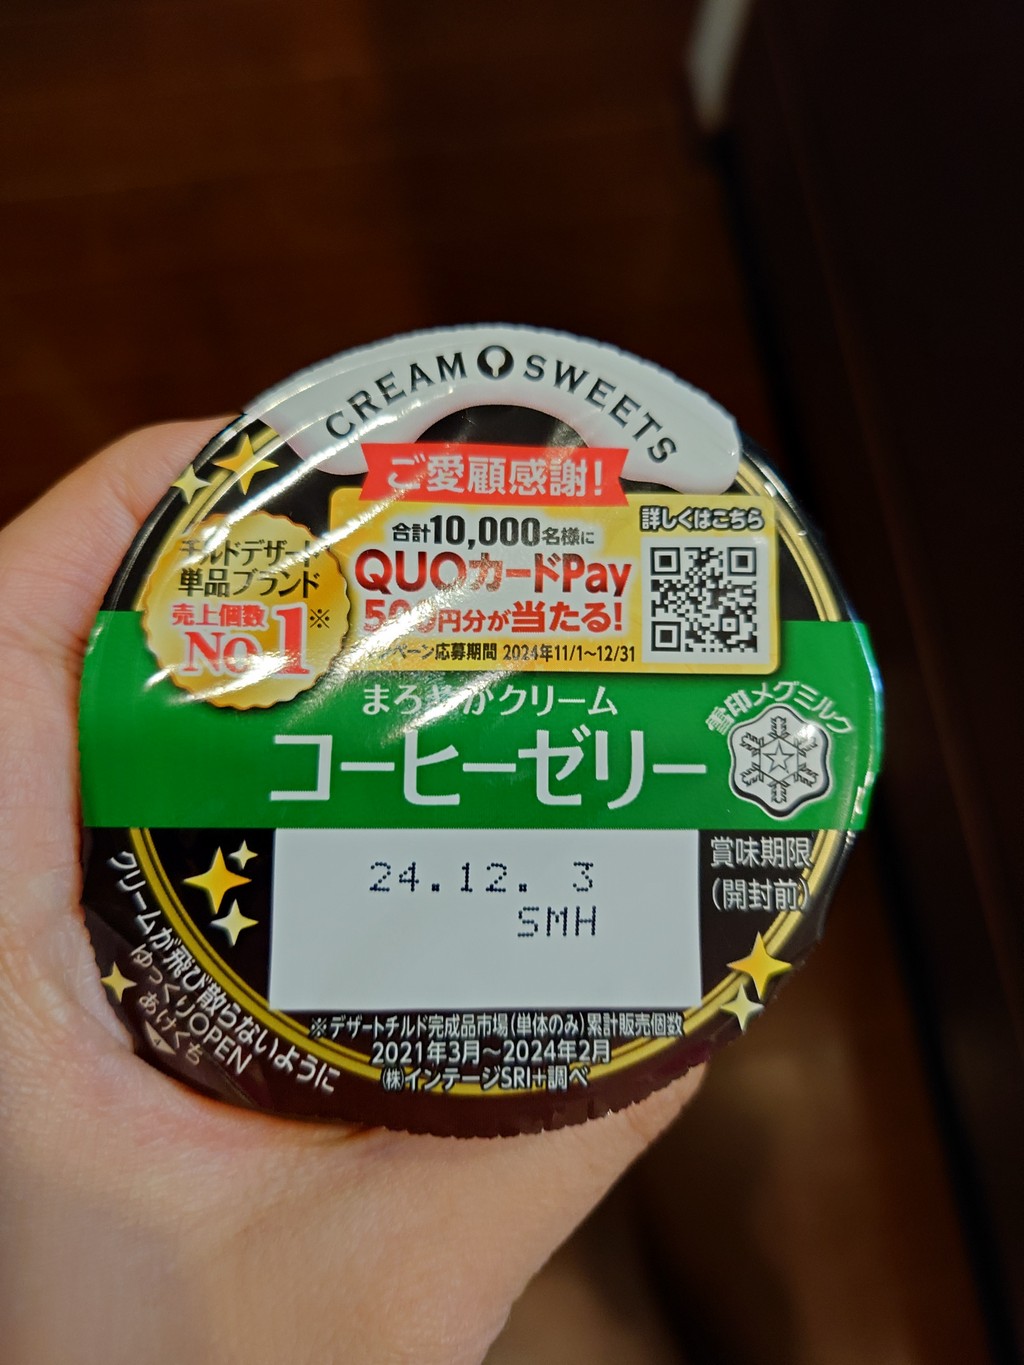 CREAM SWEETS
ご愛顧感謝!
合計10,000名様に
QUOカードPay
500円分が当たる!
キャンペーン応募期間 2024年11/1~12/31
詳しくはこちら
チルドデザート
単品ブランド
売上個数
No.1※
まろやかクリーム
コーヒーゼリー
雪印メグミルク
24.12. 3
SMH
賞味期限
(開封前)
クリームが飛び散らないように
ゆっくりOPEN
あけくち
※デザートチルド完成品市場(単体のみ)累計販売個数
2021年3月~2024年2月
(株)インテージSRI+調べ